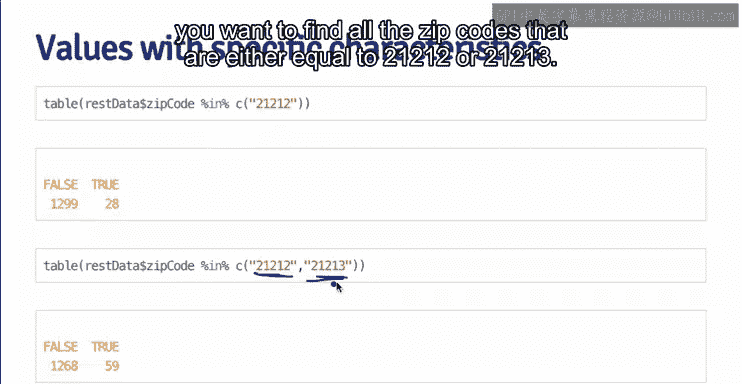 you want to find all the zip codes that
are either equal to 21212 or 21213.
Values with specific characteristics
table(restData$zipCode %in% c("21212"))
FALSE TRUE
1299 28
table(restData$zipCode %in% c("21212","21213"))
FALSE TRUE
1268 59